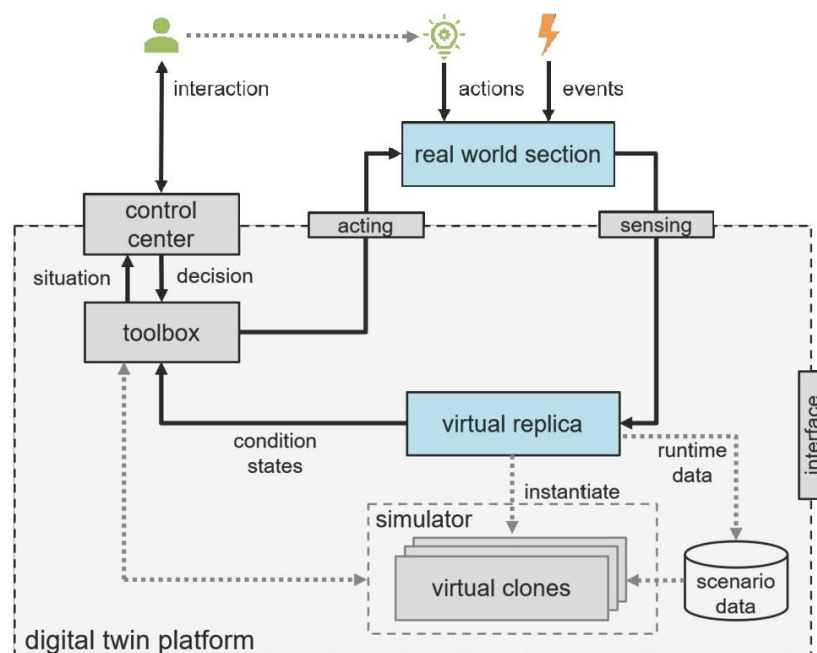 interaction
actions
events
real world section
control
center
acting
sensing
situation
decision
toolbox
interface
virtual replica
condition
states
runtime
data
instantiate
simulator
virtual clones
scenario
data
digital twin platform